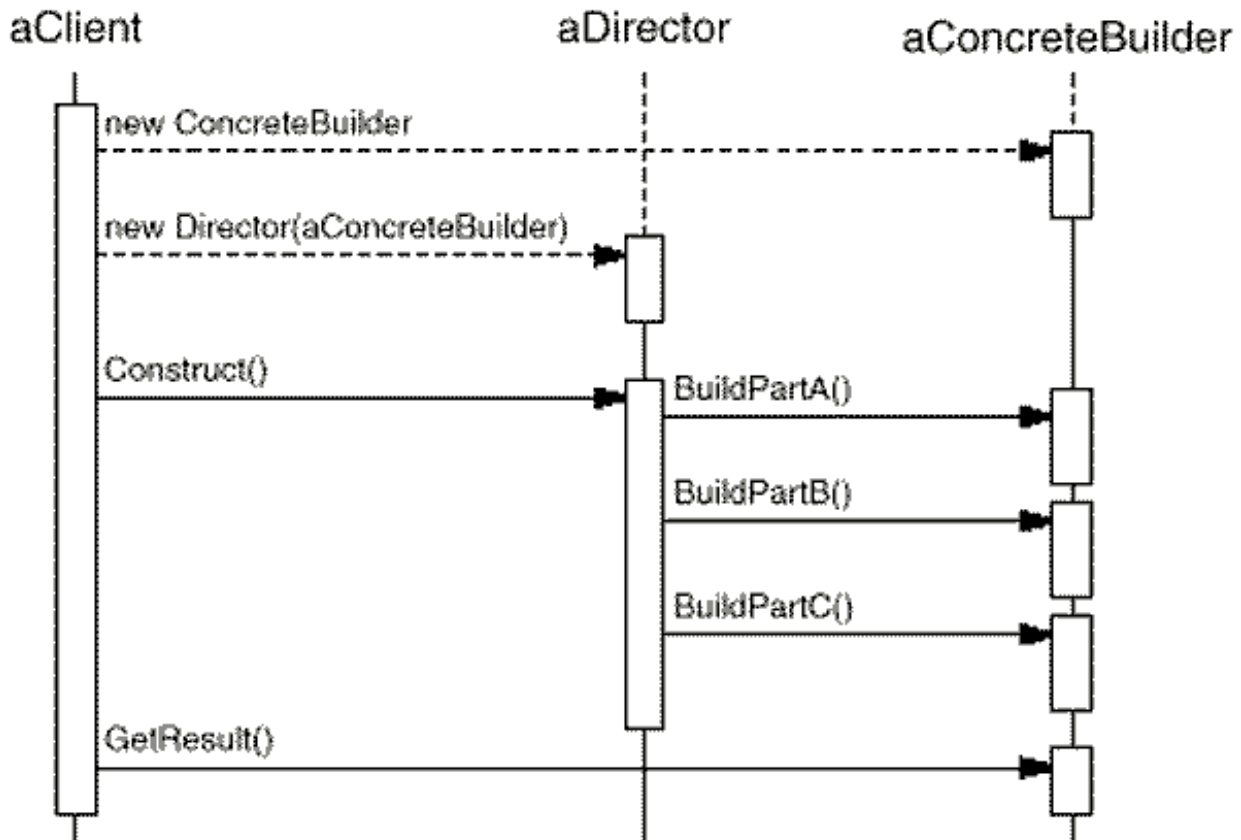 aClient
aDirector
aConcreteBuilder
new ConcreteBuilder
new Director(aConcreteBuilder)
Construct()
BuildPartA()
BuildPartB()
BuildPartC()
GetResult()